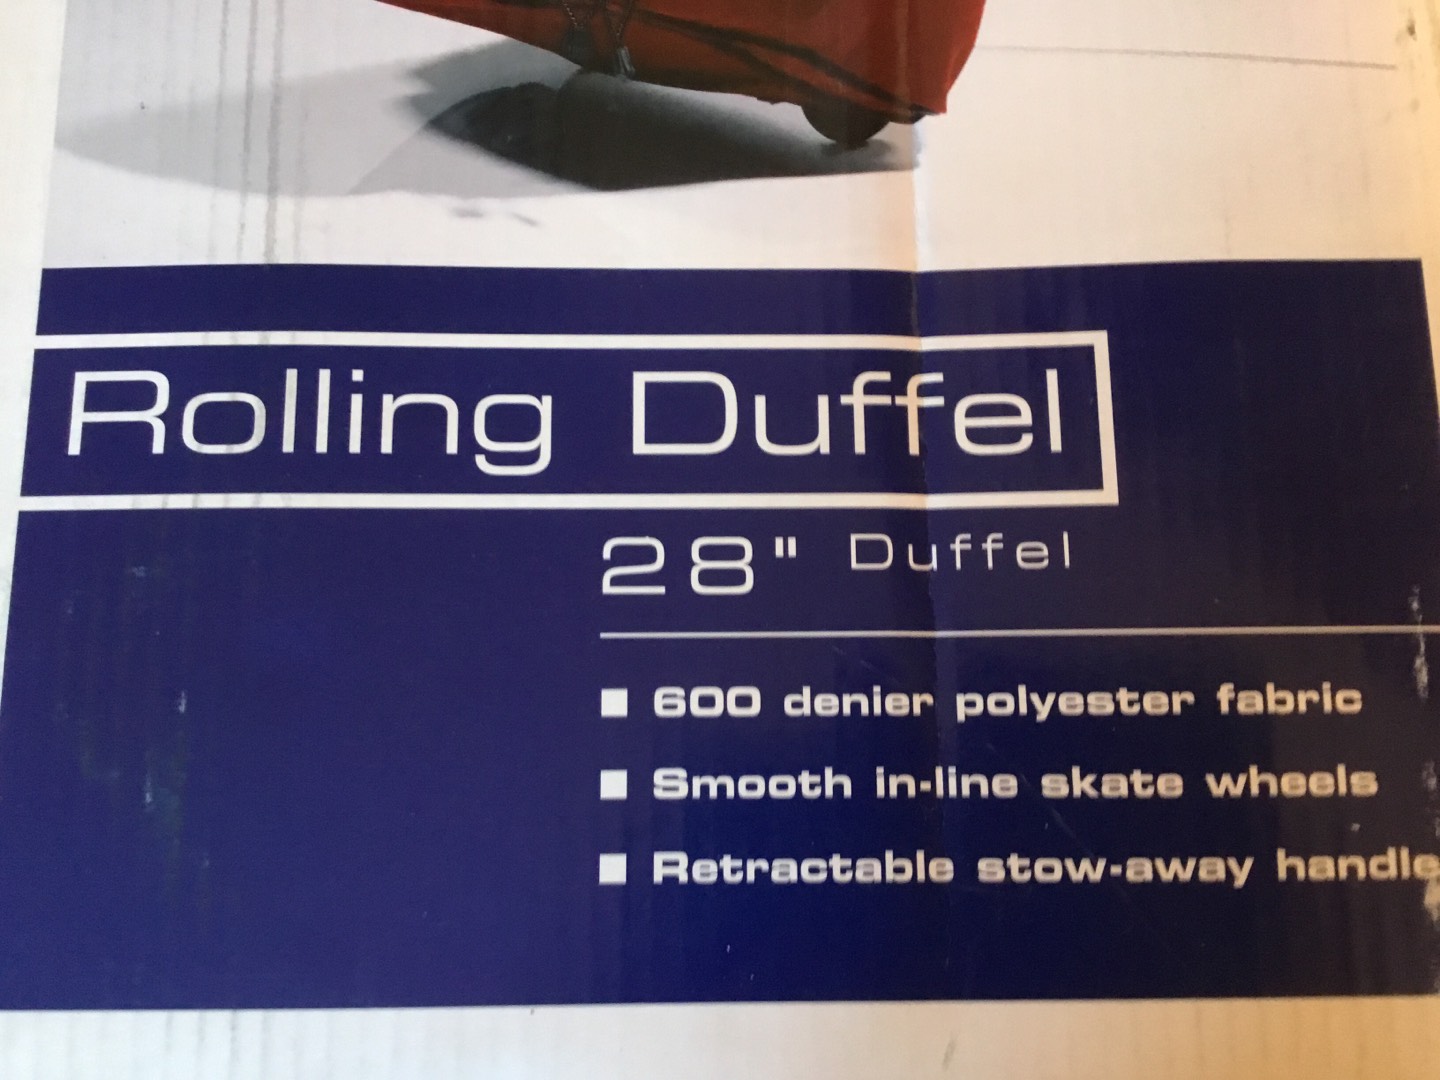 Rolling Duffel
28" Duffel
600 denier polyester fabric
Smooth in-line skate wheels
Retractable stow-away handle